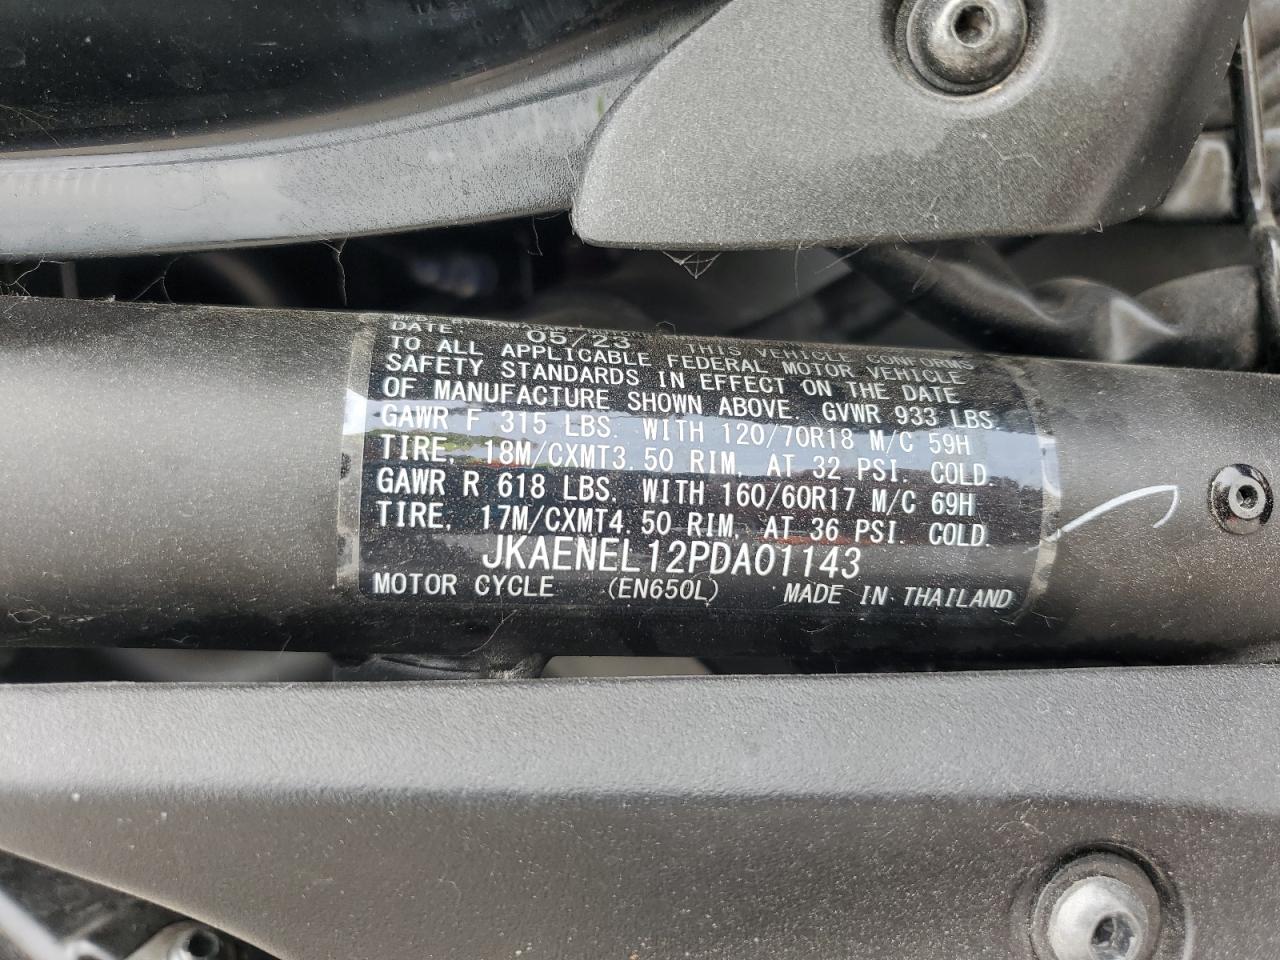 DATE 05/23 THIS VEHICLE CONFORMS
TO ALL APPLICABLE FEDERAL MOTOR VEHICLE
SAFETY STANDARDS IN EFFECT ON THE DATE
OF MANUFACTURE SHOWN ABOVE. GVWR 933 LBS.
GAWR F 315 LBS. WITH 120/70R18 M/C 59H
TIRE, 18M/CXMT3.50 RIM, AT 32 PSI. COLD.
GAWR R 618 LBS. WITH 160/60R17 M/C 69H
TIRE, 17M/CXMT4.50 RIM, AT 36 PSI. COLD.
JKAENEL12PDA01143
MOTOR CYCLE (EN650L) MADE IN THAILAND